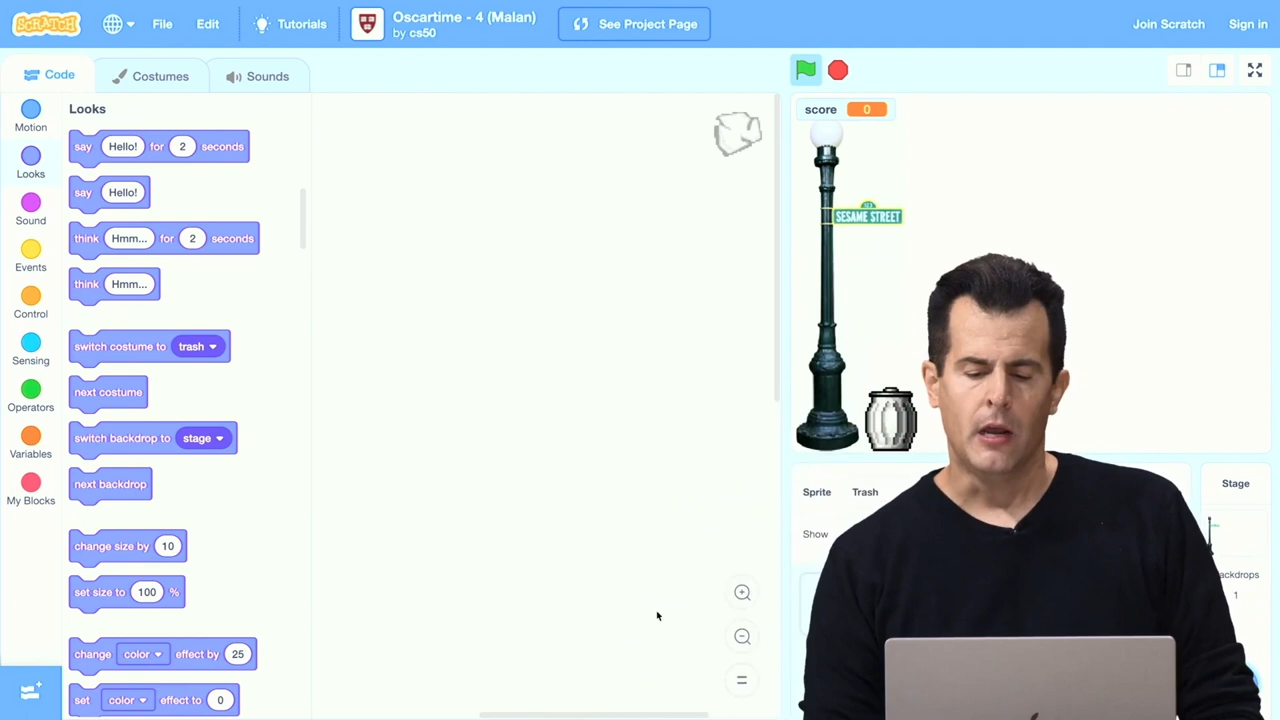 SCRATCH File Edit Tutorials Oscartime - 4 (Malan) by cs50 See Project Page Join Scratch Sign in
Code Costumes Sounds
Motion
Looks
Sound
Events
Control
Sensing
Operators
Variables
My Blocks
Looks
say Hello! for 2 seconds
say Hello!
think Hmm... for 2 seconds
think Hmm...
switch costume to trash
next costume
switch backdrop to stage
next backdrop
change size by 10
set size to 100 %
change color effect by 25
set color effect to 0
score 0
123
SESAME STREET
Sprite Trash
Show
Stage
ackdrops
1